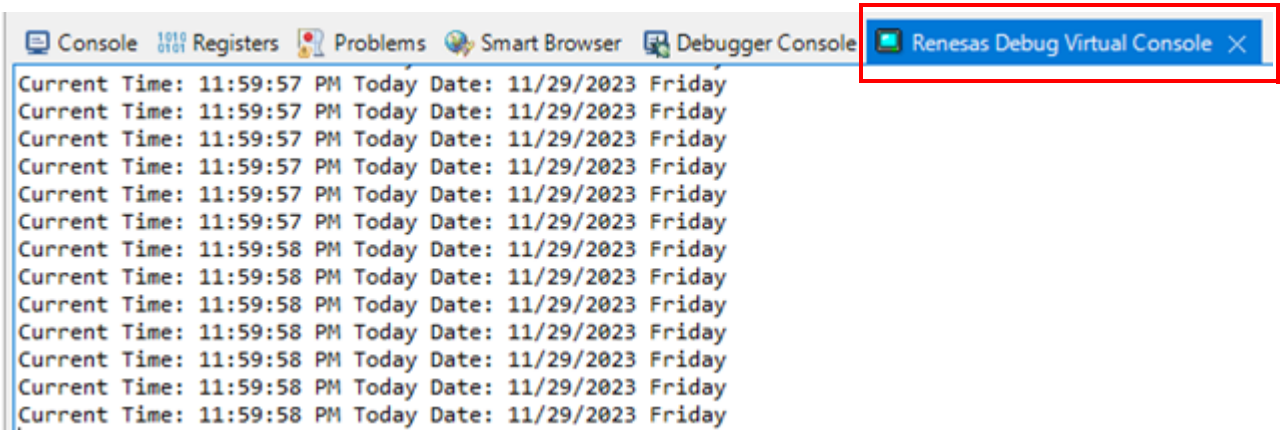 Console Registers Problems Smart Browser Debugger Console Renesas Debug Virtual Console
Current Time: 11:59:57 PM Today Date: 11/29/2023 Friday
Current Time: 11:59:57 PM Today Date: 11/29/2023 Friday
Current Time: 11:59:57 PM Today Date: 11/29/2023 Friday
Current Time: 11:59:57 PM Today Date: 11/29/2023 Friday
Current Time: 11:59:57 PM Today Date: 11/29/2023 Friday
Current Time: 11:59:57 PM Today Date: 11/29/2023 Friday
Current Time: 11:59:58 PM Today Date: 11/29/2023 Friday
Current Time: 11:59:58 PM Today Date: 11/29/2023 Friday
Current Time: 11:59:58 PM Today Date: 11/29/2023 Friday
Current Time: 11:59:58 PM Today Date: 11/29/2023 Friday
Current Time: 11:59:58 PM Today Date: 11/29/2023 Friday
Current Time: 11:59:58 PM Today Date: 11/29/2023 Friday
Current Time: 11:59:58 PM Today Date: 11/29/2023 Friday